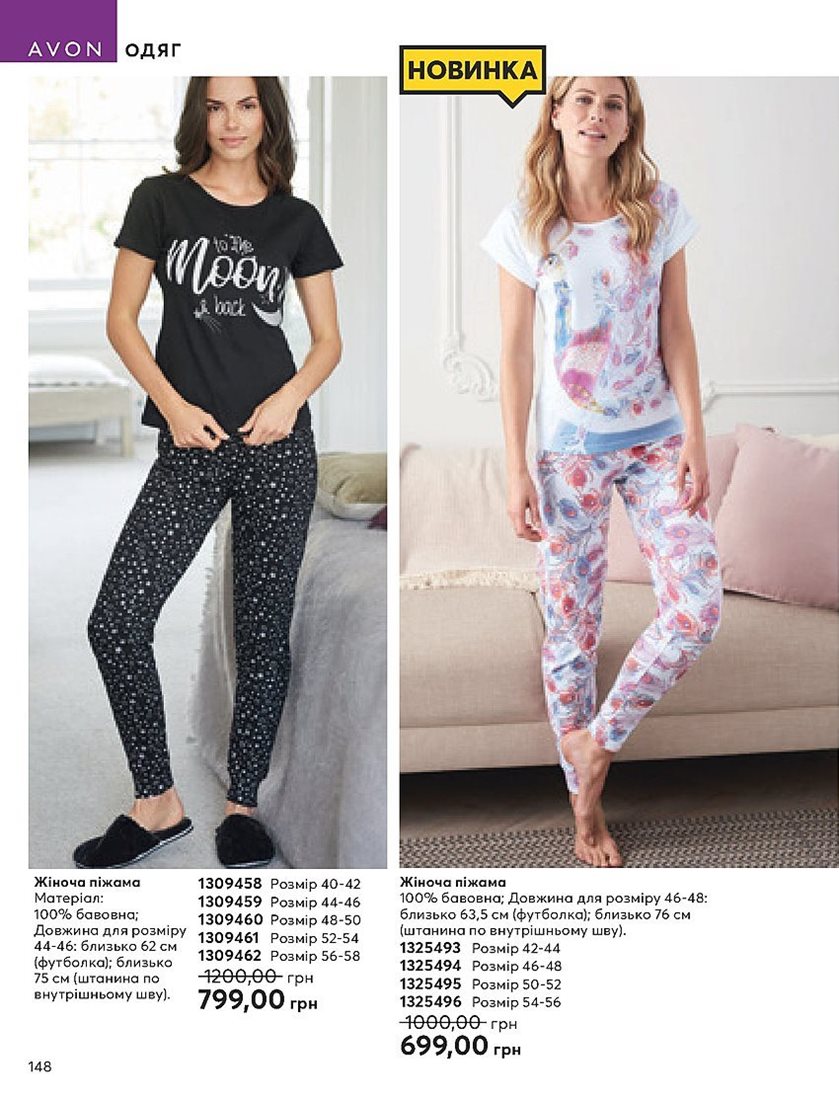 AVON ОДЯГ
НОВИНКА
to the
Moon
& back
Жіноча піжама
Матеріал:
100% бавовна;
Довжина для розміру
44-46: близько 62 см
(футболка); близько
75 см (штанина по
внутрішньому шву).
1309458 Розмір 40-42
1309459 Розмір 44-46
1309460 Розмір 48-50
1309461 Розмір 52-54
1309462 Розмір 56-58
1200,00 грн
799,00 грн
Жіноча піжама
100% бавовна; Довжина для розміру 46-48:
близько 63,5 см (футболка); близько 76 см
(штанина по внутрішньому шву).
1325493 Розмір 42-44
1325494 Розмір 46-48
1325495 Розмір 50-52
1325496 Розмір 54-56
1000,00 грн
699,00 грн
148